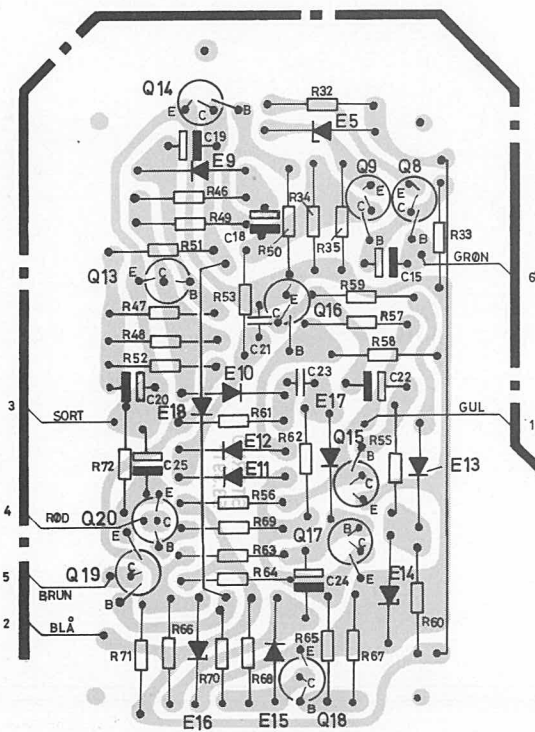 R32
Q14
E C B
C19
E5
E9
Q9 Q8
R46
R34
E E
R49
C C
C18
R50
R35
R33
B B
R51
GRØN
C15
Q13
E C B
6
R59
R53
E
Q16
R47
C
R57
R48
C21
B
R58
R52
E10
C23
C22
C20
3
SORT
E18
E17
GUL
1
R61
Q15
E12
R62
R55
B
R72
C25
E11
E13
C
R56
E
4
RØD
E
Q20
C
R69
Q17
B
C
B
R63
5
Q19
C
R64
C24
E
E14
BRUN
B
R60
2
BLÅ
R66
R65
E
R71
R70
R68
R67
C
E16
E15
B
Q18